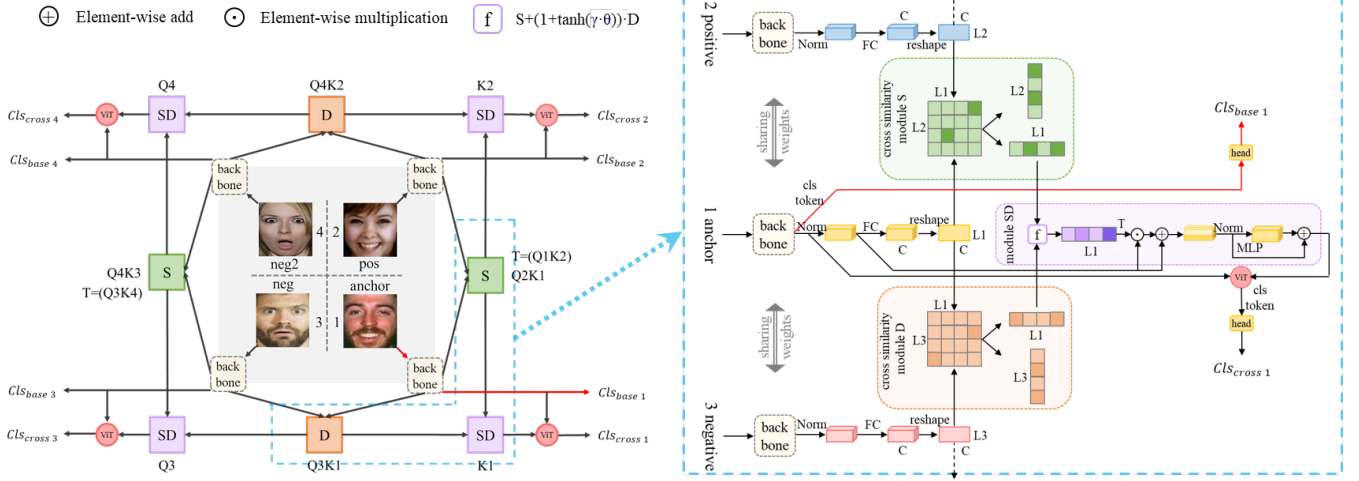 Element-wise add
Element-wise multiplication
f
S+(1+tanh(γ·θ))·D
Q4
Q4K2
K2
Cls_cross 4
ViT
SD
D
SD
ViT
Cls_cross 2
Cls_base 4
Cls_base 2
back bone
back bone
4
2
neg2
pos
Q4K3
T=(Q3K4)
S
S
T=(Q1K2)
Q2K1
neg
anchor
3
1
back bone
back bone
Cls_base 3
Cls_base 1
Cls_cross 3
ViT
SD
D
SD
ViT
Cls_cross 1
Q3
Q3K1
K1
2 positive
back bone
Norm
FC
C
reshape
C
L2
cross similarity module S
L1
L2
L2
L1
sharing weights
Cls_base 1
head
cls token
1 anchor
back bone
Norm
FC
C
reshape
C
L1
module SD
f
L1
T
Norm
MLP
ViT
cls token
head
Cls_cross 1
sharing weights
cross similarity module D
L1
L3
L1
L3
3 negative
back bone
Norm
FC
C
reshape
C
L3